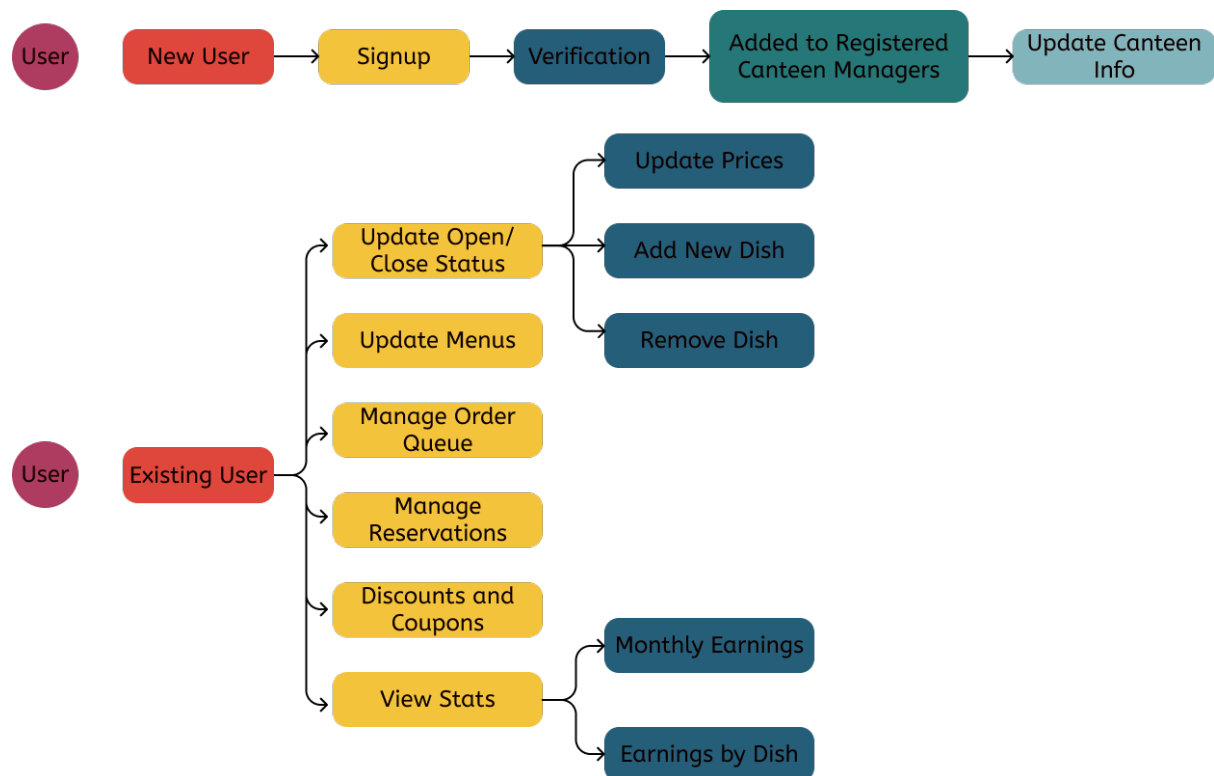 User
New User
Signup
Verification
Added to Registered
Canteen Managers
Update Canteen
Info
Update Prices
Update Open/
Close Status
Add New Dish
Update Menus
Remove Dish
Manage Order
Queue
User
Existing User
Manage
Reservations
Discounts and
Coupons
Monthly Earnings
View Stats
Earnings by Dish